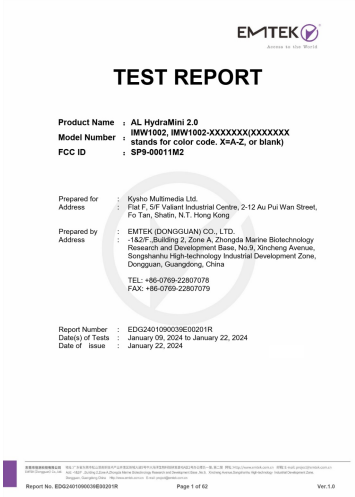 EMTEK
Access to the World
TEST REPORT
Product Name : AL HydraMini 2.0
Model Number : IMW1002, IMW1002-XXXXXXX(XXXXXXX
stands for color code. X=A-Z, or blank)
FCC ID : SP9-00011M2
Prepared for : Kysho Multimedia Ltd.
Address : Flat F, 5/F Valiant Industrial Centre, 2-12 Au Pui Wan Street,
Fo Tan, Shatin, N.T. Hong Kong
Prepared by : EMTEK (DONGGUAN) CO., LTD.
Address : -1&2/F.,Building 2, Zone A, Zhongda Marine Biotechnology
Research and Development Base, No.9, Xincheng Avenue,
Songshanhu High-technology Industrial Development Zone,
Dongguan, Guangdong, China
TEL: +86-0769-22807078
FAX: +86-0769-22807079
Report Number : EDG2401090039E00201R
Date(s) of Tests : January 09, 2024 to January 22, 2024
Date of issue : January 22, 2024
Report No. EDG2401090039E00201R Page 1 of 62 Ver.1.0